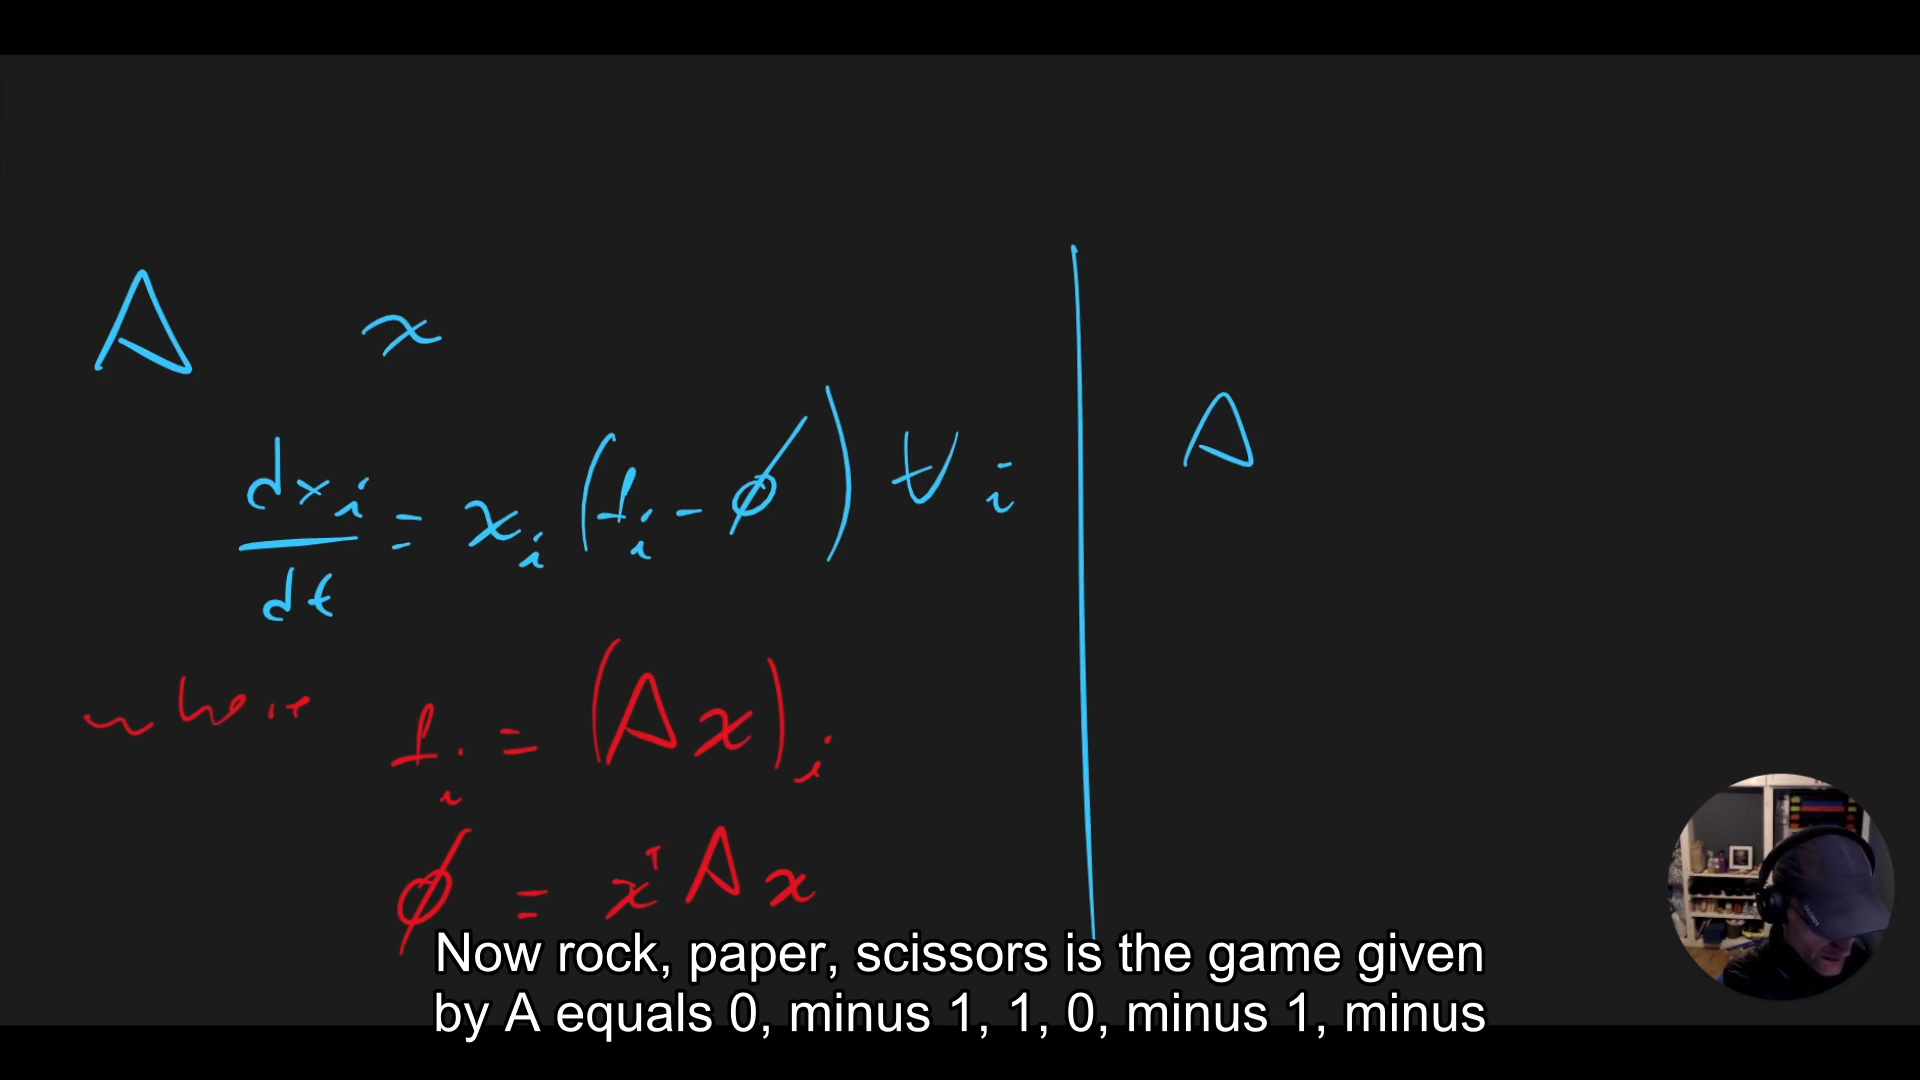 A x
dxi/dt = xi (fi - φ) ∀ i
A
where fi = (Ax)i
φ = xᵀAx
Now rock, paper, scissors is the game given
by A equals 0, minus 1, 1, 0, minus 1, minus